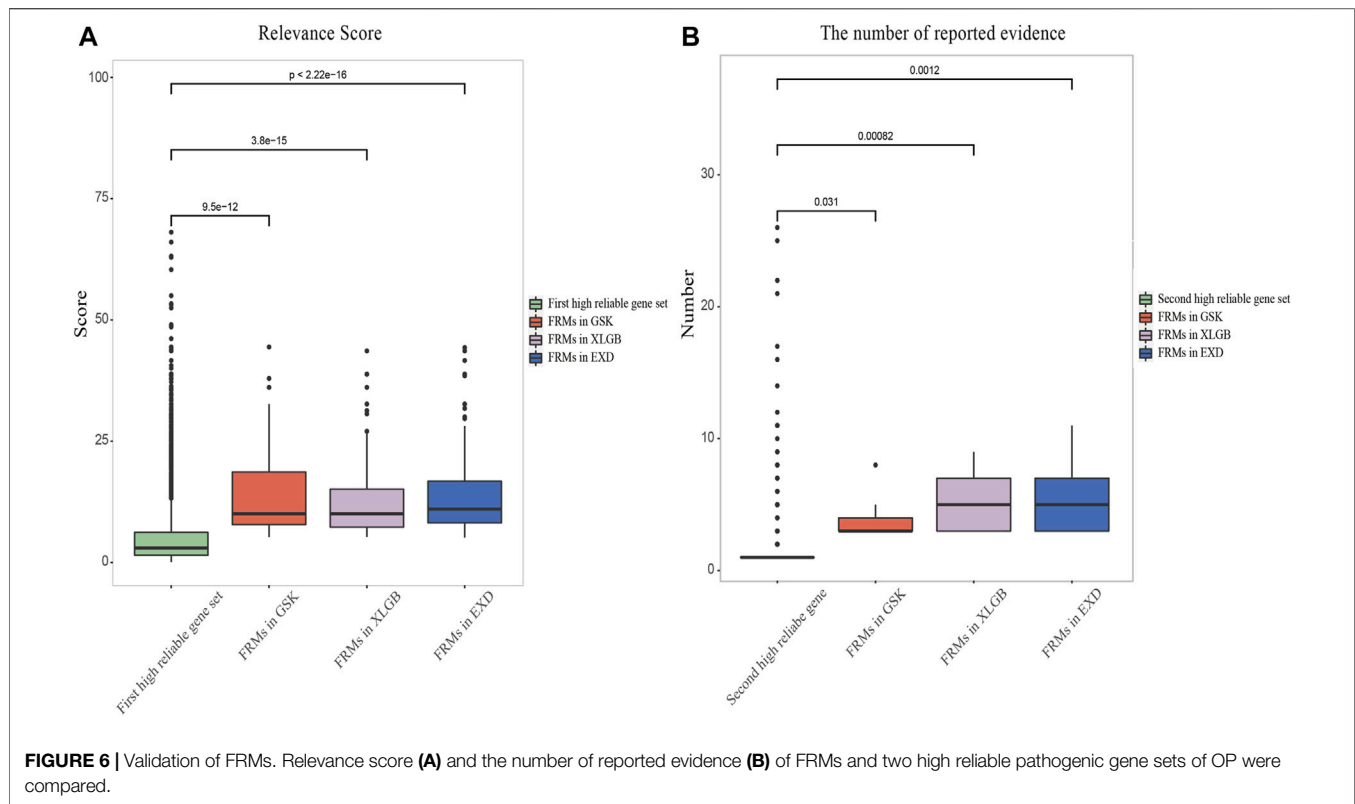 A
Relevance Score
100
75
50
25
0
Score
p < 2.22e−16
3.8e−15
9.5e−12
First high reliable gene set
FRMs in GSK
FRMs in XLGB
FRMs in EXD
First high reliable gene set
FRMs in GSK
FRMs in XLGB
FRMs in EXD
B
The number of reported evidence
30
20
10
0
Number
0.0012
0.00082
0.031
Second high reliabe gene
FRMs in GSK
FRMs in XLGB
FRMs in EXD
Second high reliable gene set
FRMs in GSK
FRMs in XLGB
FRMs in EXD
FIGURE 6 | Validation of FRMs. Relevance score (A) and the number of reported evidence (B) of FRMs and two high reliable pathogenic gene sets of OP were
compared.